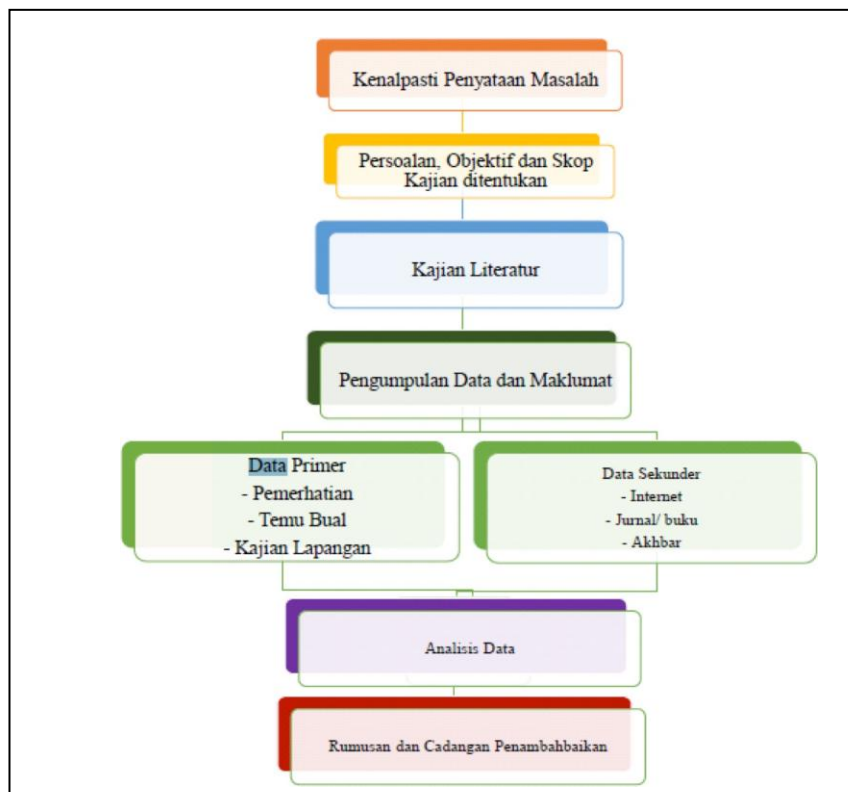 Kenalpasti Penyataan Masalah
Persoalan, Objektif dan Skop
Kajian ditentukan
Kajian Literatur
Pengumpulan Data dan Maklumat
Data Primer
- Pemerhatian
- Temu Bual
- Kajian Lapangan
Data Sekunder
- Internet
- Jurnal/ buku
- Akhbar
Analisis Data
Rumusan dan Cadangan Penambahbaikan